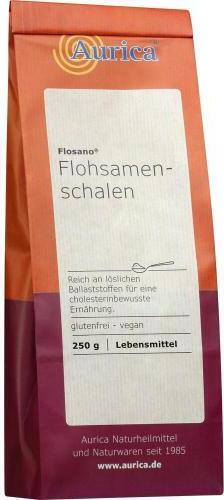 Aurica®
Flosano®
Flohsamen-
schalen
Reich an löslichen
Ballaststoffen für eine
cholesterinbewusste
Ernährung.
glutenfrei - vegan
250 g | Lebensmittel
Aurica Naturheilmittel
und Naturwaren seit 1985
www.aurica.de